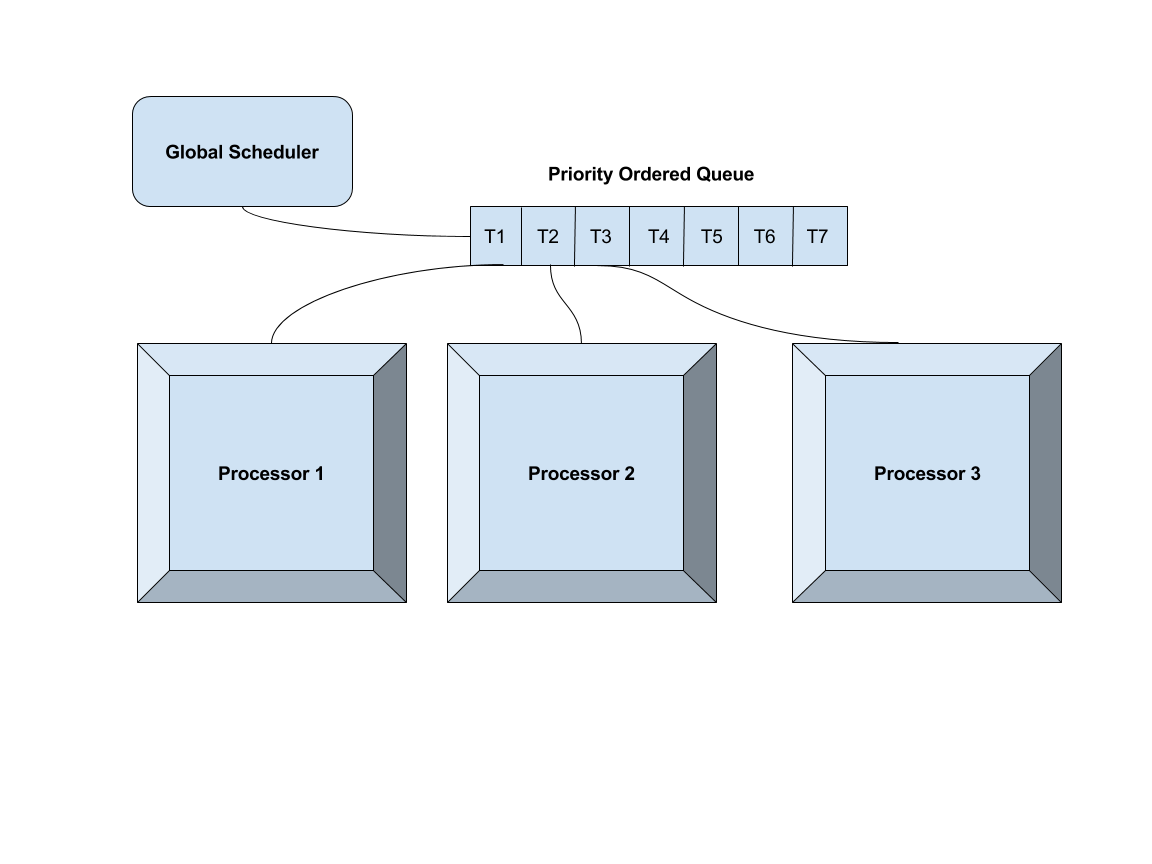 Global Scheduler
Priority Ordered Queue
T1 T2 T3 T4 T5 T6 T7
Processor 1 Processor 2 Processor 3